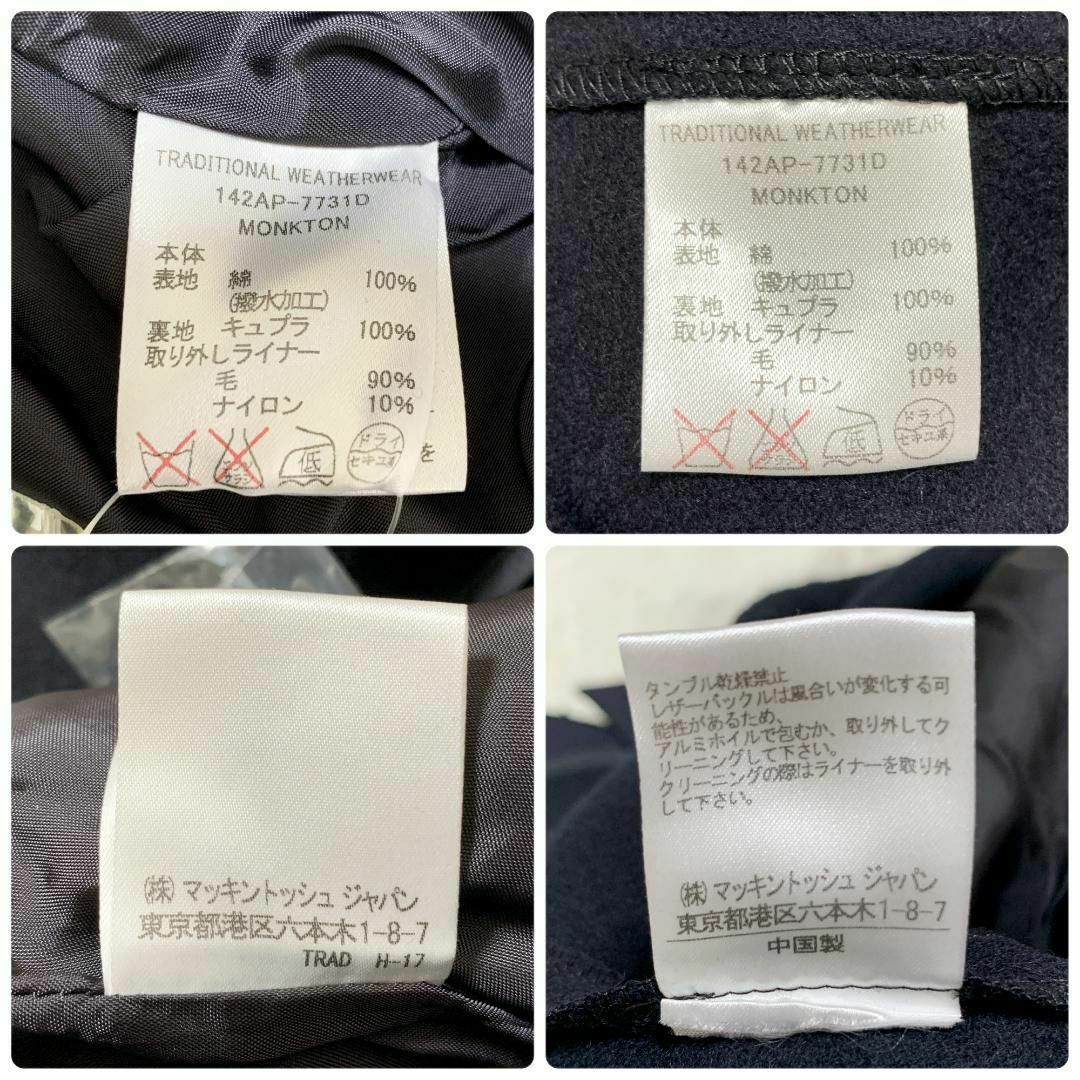 TRADITIONAL WEATHERWEAR
142AP-7731D
MONKTON
本体
表地 綿 100%
(撥水加工)
裏地 キュプラ 100%
取り外しライナー
毛 90%
ナイロン 10%
低
ドライ
セキユ系
を
TRADITIONAL WEATHERWEAR
142AP-7731D
MONKTON
本体
表地 綿 100%
(撥水加工)
裏地 キュプラ 100%
取り外しライナー
毛 90%
ナイロン 10%
低
ドライ
セキユ系
(株)マッキントッシュ ジャパン
東京都港区六本木1-8-7
TRAD H-17
タンブル乾燥禁止
レザーバックルは風合いが変化する可
能性があるため、
アルミホイルで包むか、取り外してク
リーニングして下さい。
クリーニングの際はライナーを取り外
して下さい。
(株)マッキントッシュ ジャパン
東京都港区六本木1-8-7
中国製